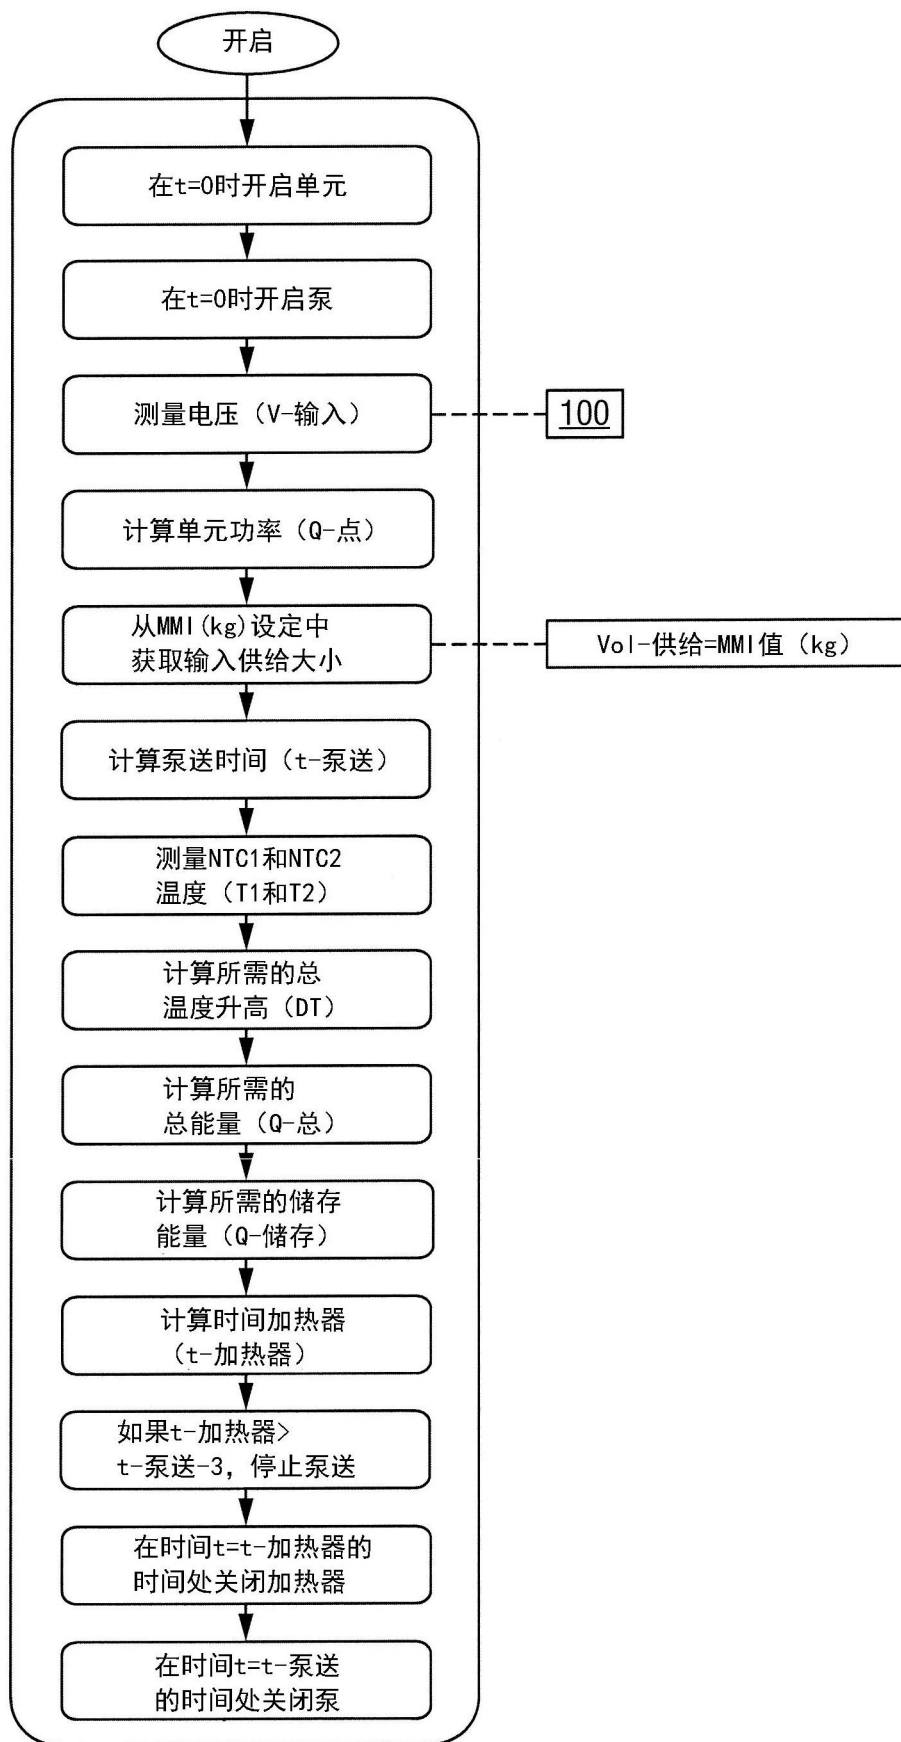 开启
在t=0时开启单元
在t=0时开启泵
测量电压（V-输入）
100
计算单元功率（Q-点）
从MMI(kg)设定中
获取输入供给大小
Vol-供给=MMI值（kg）
计算泵送时间（t-泵送）
测量NTC1和NTC2
温度（T1和T2）
计算所需的总
温度升高（DT）
计算所需的
总能量（Q-总）
计算所需的储存
能量（Q-储存）
计算时间加热器
（t-加热器）
如果t-加热器>
t-泵送-3, 停止泵送
在时间t=t-加热器的
时间处关闭加热器
在时间t=t-泵送
的时间处关闭泵